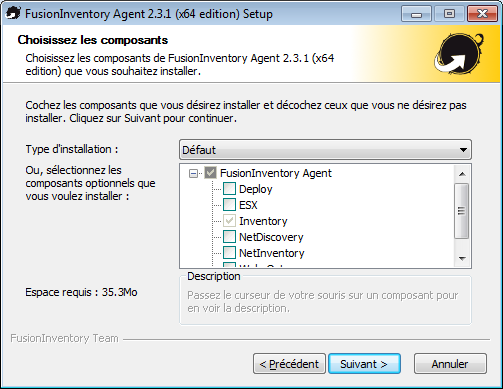 FusionInventory Agent 2.3.1 (x64 edition) Setup
Choisissez les composants
Choisissez les composants de FusionInventory Agent 2.3.1 (x64
edition) que vous souhaitez installer.
Cochez les composants que vous désirez installer et décochez ceux que vous ne désirez pas
installer. Cliquez sur Suivant pour continuer.
Type d'installation :
Défaut
Ou, sélectionnez les
composants optionnels que
vous voulez installer :
FusionInventory Agent
Deploy
ESX
Inventory
NetDiscovery
NetInventory
Description
Espace requis : 35.3Mo
Passez le curseur de votre souris sur un composant pour
en voir la description.
FusionInventory Team
< Précédent
Suivant >
Annuler